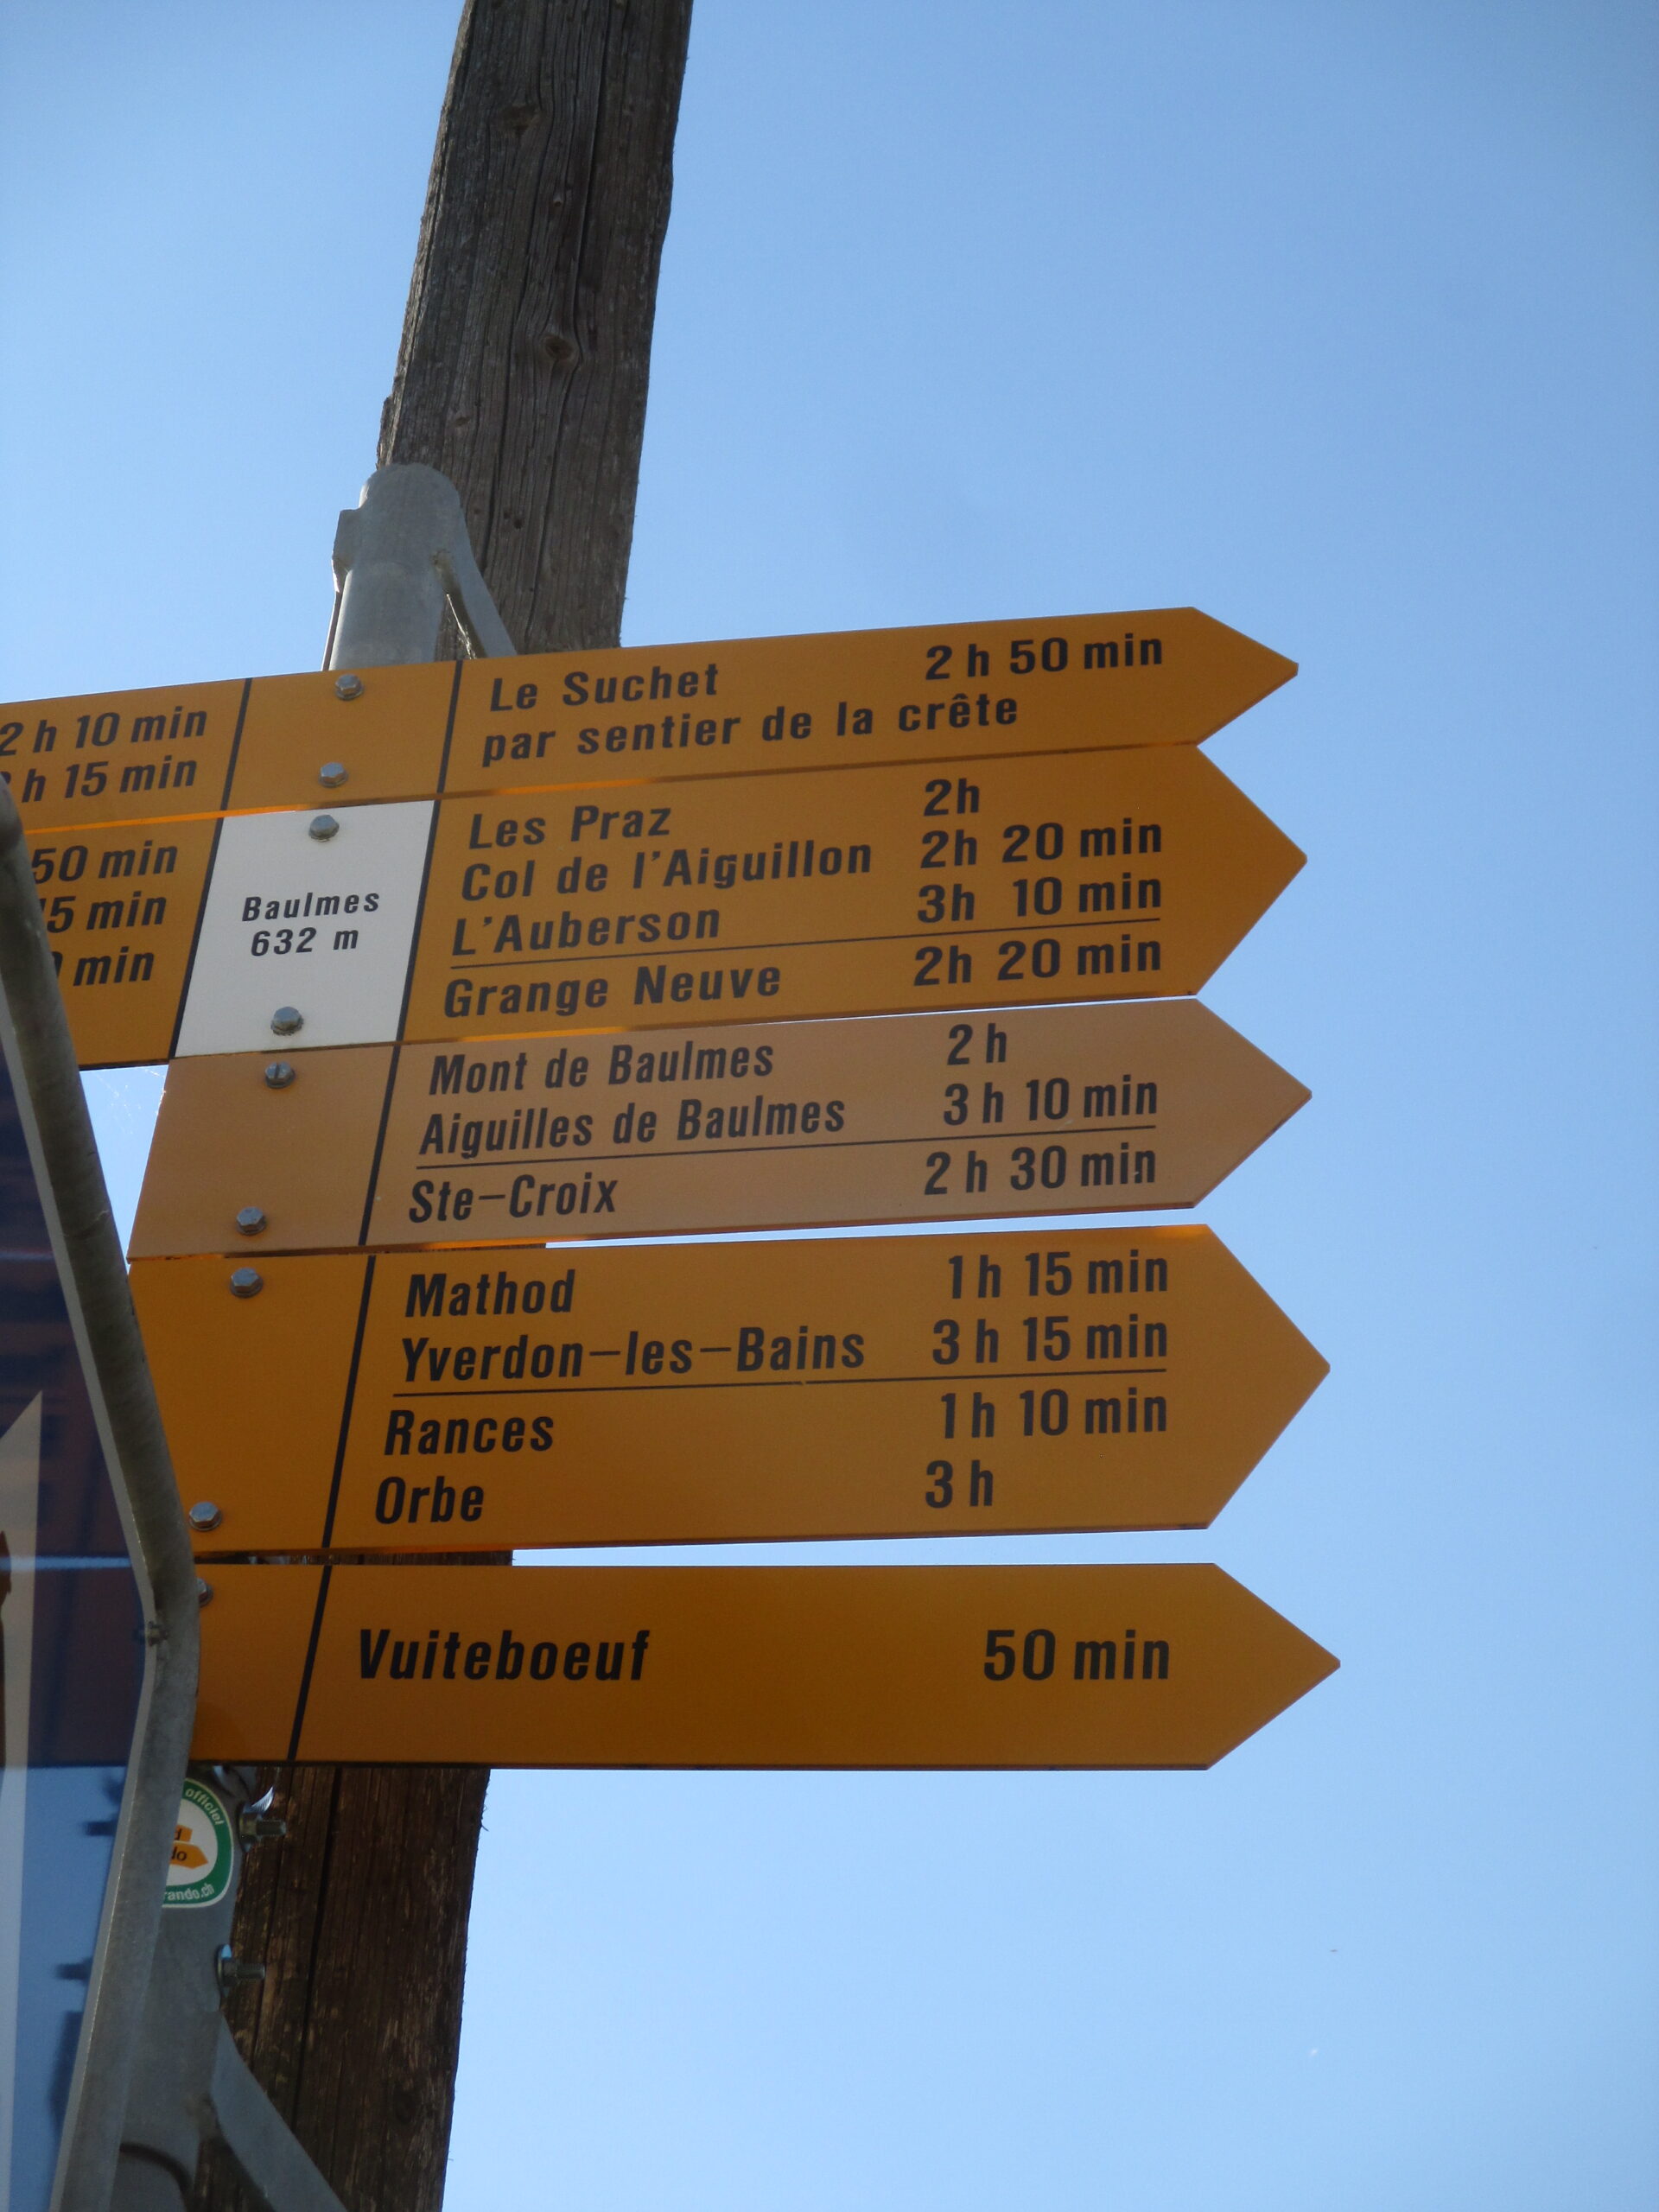 2 h 10 min
h 15 min
50 min
5 min
min
Baulmes
632 m
Le Suchet 2 h 50 min
par sentier de la crête
Les Praz 2h
Col de l'Aiguillon 2h 20 min
L'Auberson 3h 10 min
Grange Neuve 2h 20 min
Mont de Baulmes 2 h
Aiguilles de Baulmes 3 h 10 min
Ste-Croix 2 h 30 min
Mathod 1 h 15 min
Yverdon-les-Bains 3 h 15 min
Rances 1 h 10 min
Orbe 3 h
Vuiteboeuf 50 min
officiel
rando.ch